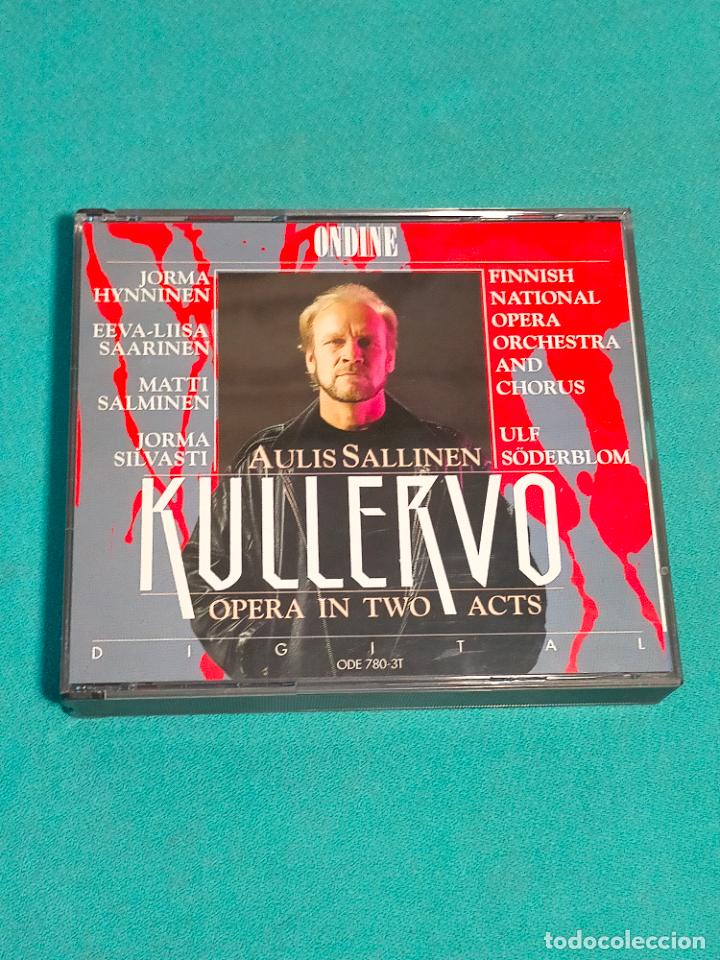 ONDINE
JORMA
HYNNINEN
EEVA-LIISA
SAARINEN
MATTI
SALMINEN
JORMA
SILVASTI
FINNISH
NATIONAL
OPERA
ORCHESTRA
AND
CHORUS
ULF
SÖDERBLOM
AULIS SALLINEN
KULLERVO
OPERA IN TWO ACTS
DIGITAL
ODE 780-3T
todocoleccion